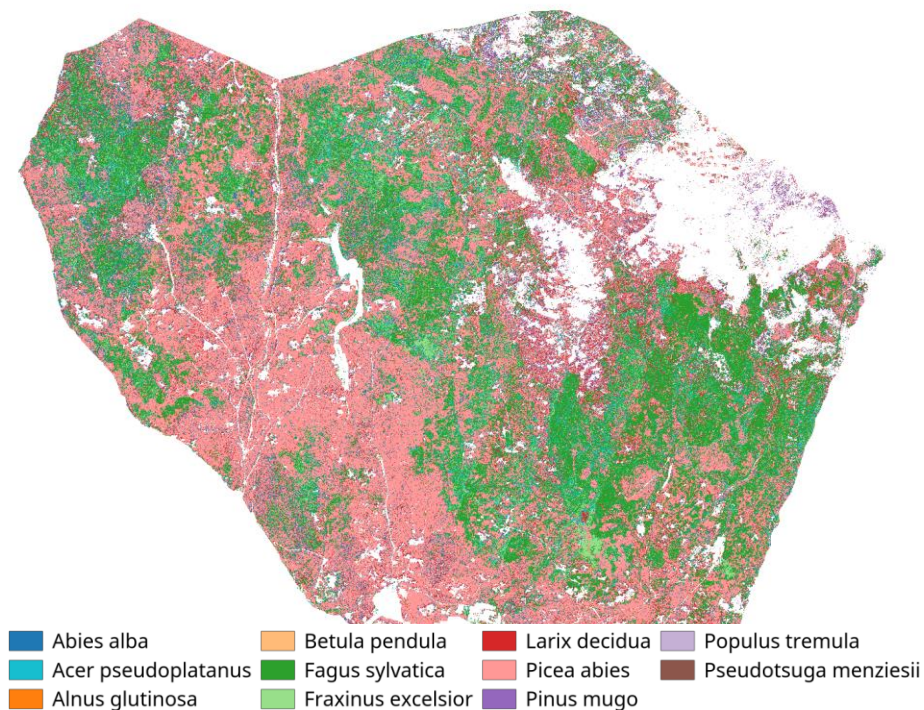 Abies alba
Acer pseudoplatanus
Alnus glutinosa
Betula pendula
Fagus sylvatica
Fraxinus excelsior
Larix decidua
Picea abies
Pinus mugo
Populus tremula
Pseudotsuga menziesii